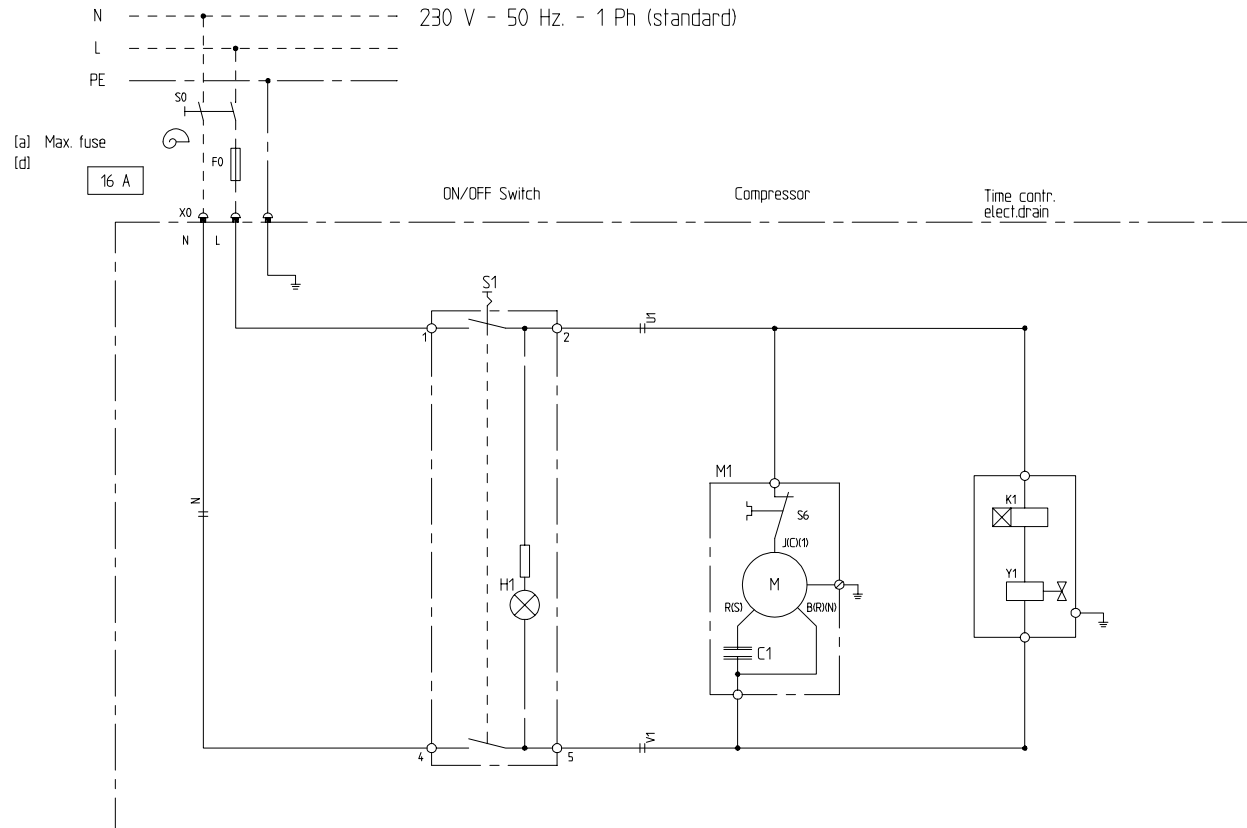 N
230 V - 50 Hz. - 1 Ph (standard)
L
PE
S0
[a] Max. fuse
[d]
16 A
F0
ON/OFF Switch
Compressor
Time contr.
elect.drain
X0
N
L
S1
1
2
U1
M1
S6
J(C)(1)
K1
N
M
Y1
H1
R(S)
B(R)(N)
C1
4
5
V1